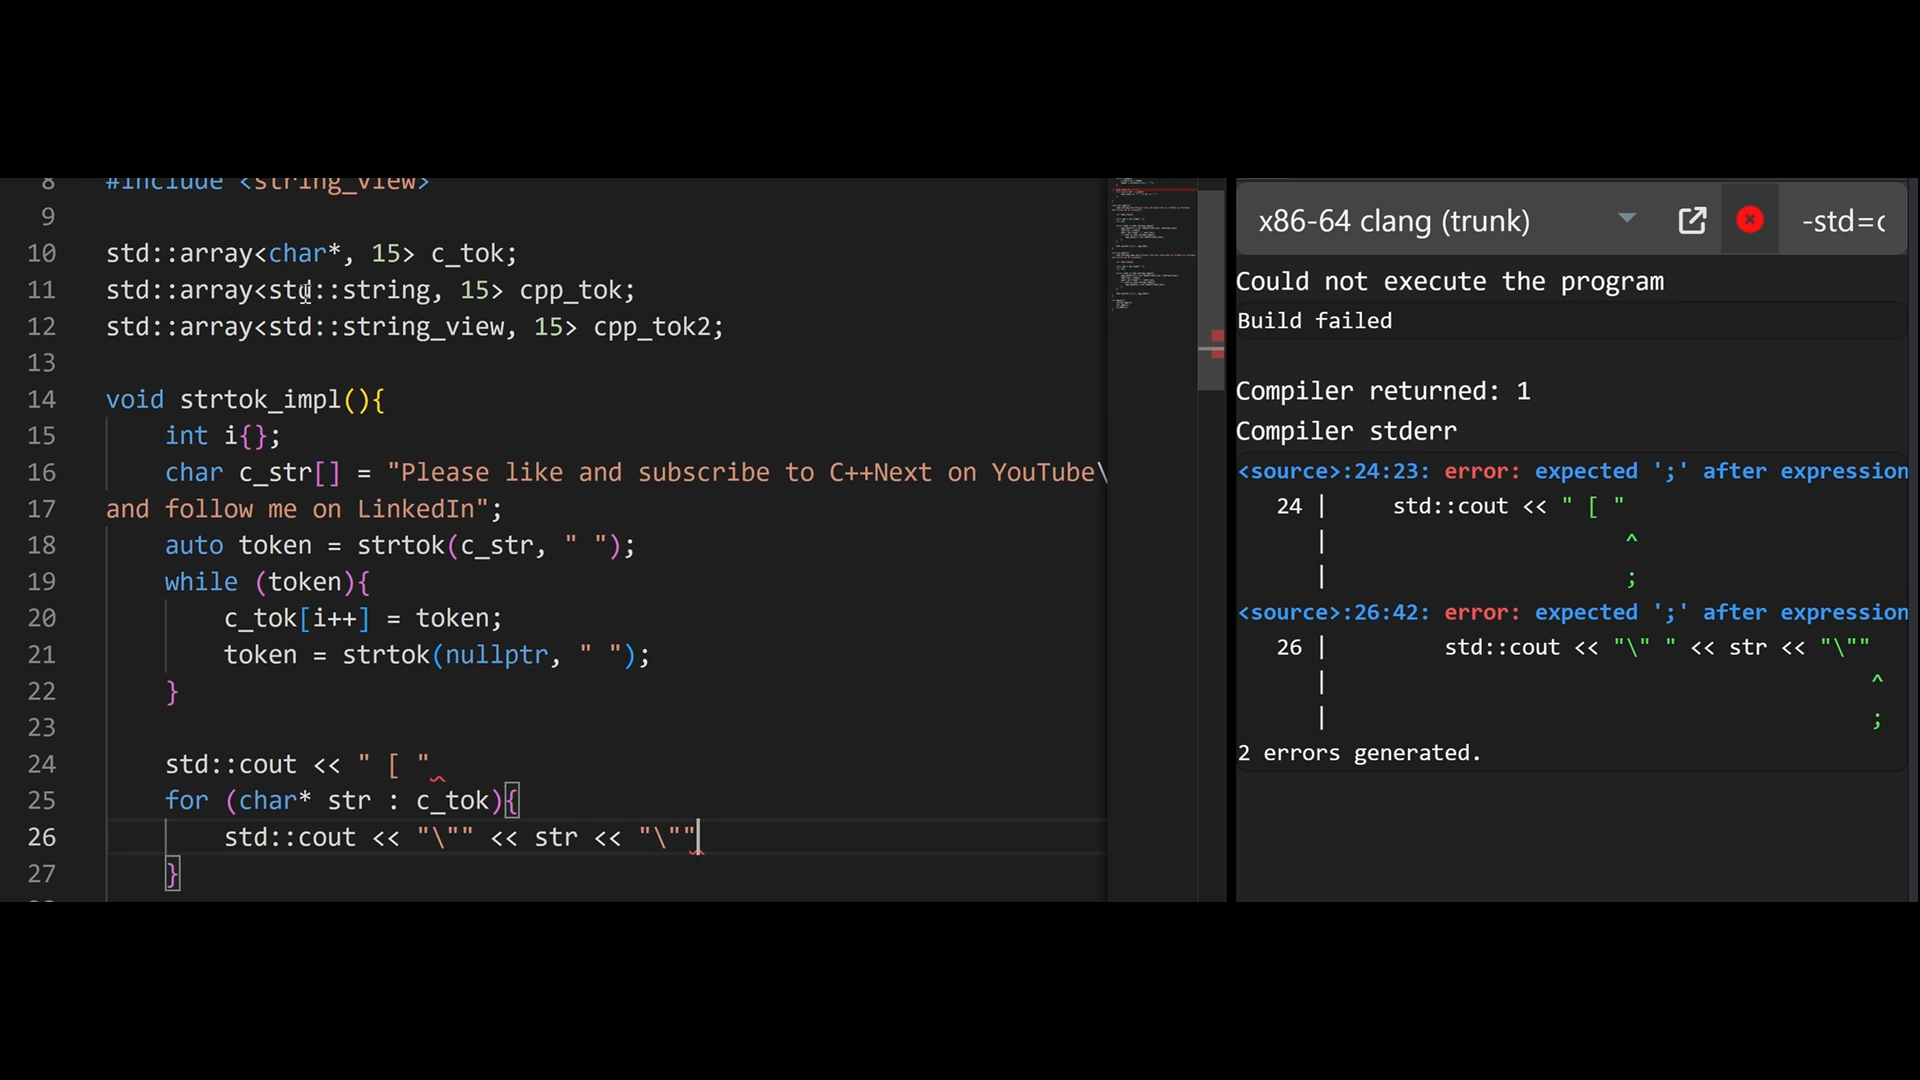 8 #include <string_view>
9
10 std::array<char*, 15> c_tok;
11 std::array<std::string, 15> cpp_tok;
12 std::array<std::string_view, 15> cpp_tok2;
13
14 void strtok_impl(){
15 int i{};
16 char c_str[] = "Please like and subscribe to C++Next on YouTube\
17 and follow me on LinkedIn";
18 auto token = strtok(c_str, " ");
19 while (token){
20 c_tok[i++] = token;
21 token = strtok(nullptr, " ");
22 }
23
24 std::cout << " [ "
25 for (char* str : c_tok){
26 std::cout << "\"" << str << "\""
27 }
x86-64 clang (trunk)
-std=c
Could not execute the program
Build failed
Compiler returned: 1
Compiler stderr
<source>:24:23: error: expected ';' after expression
24 | std::cout << " [ "
| ^
| ;
<source>:26:42: error: expected ';' after expression
26 | std::cout << "\" " << str << "\""
| ^
| ;
2 errors generated.